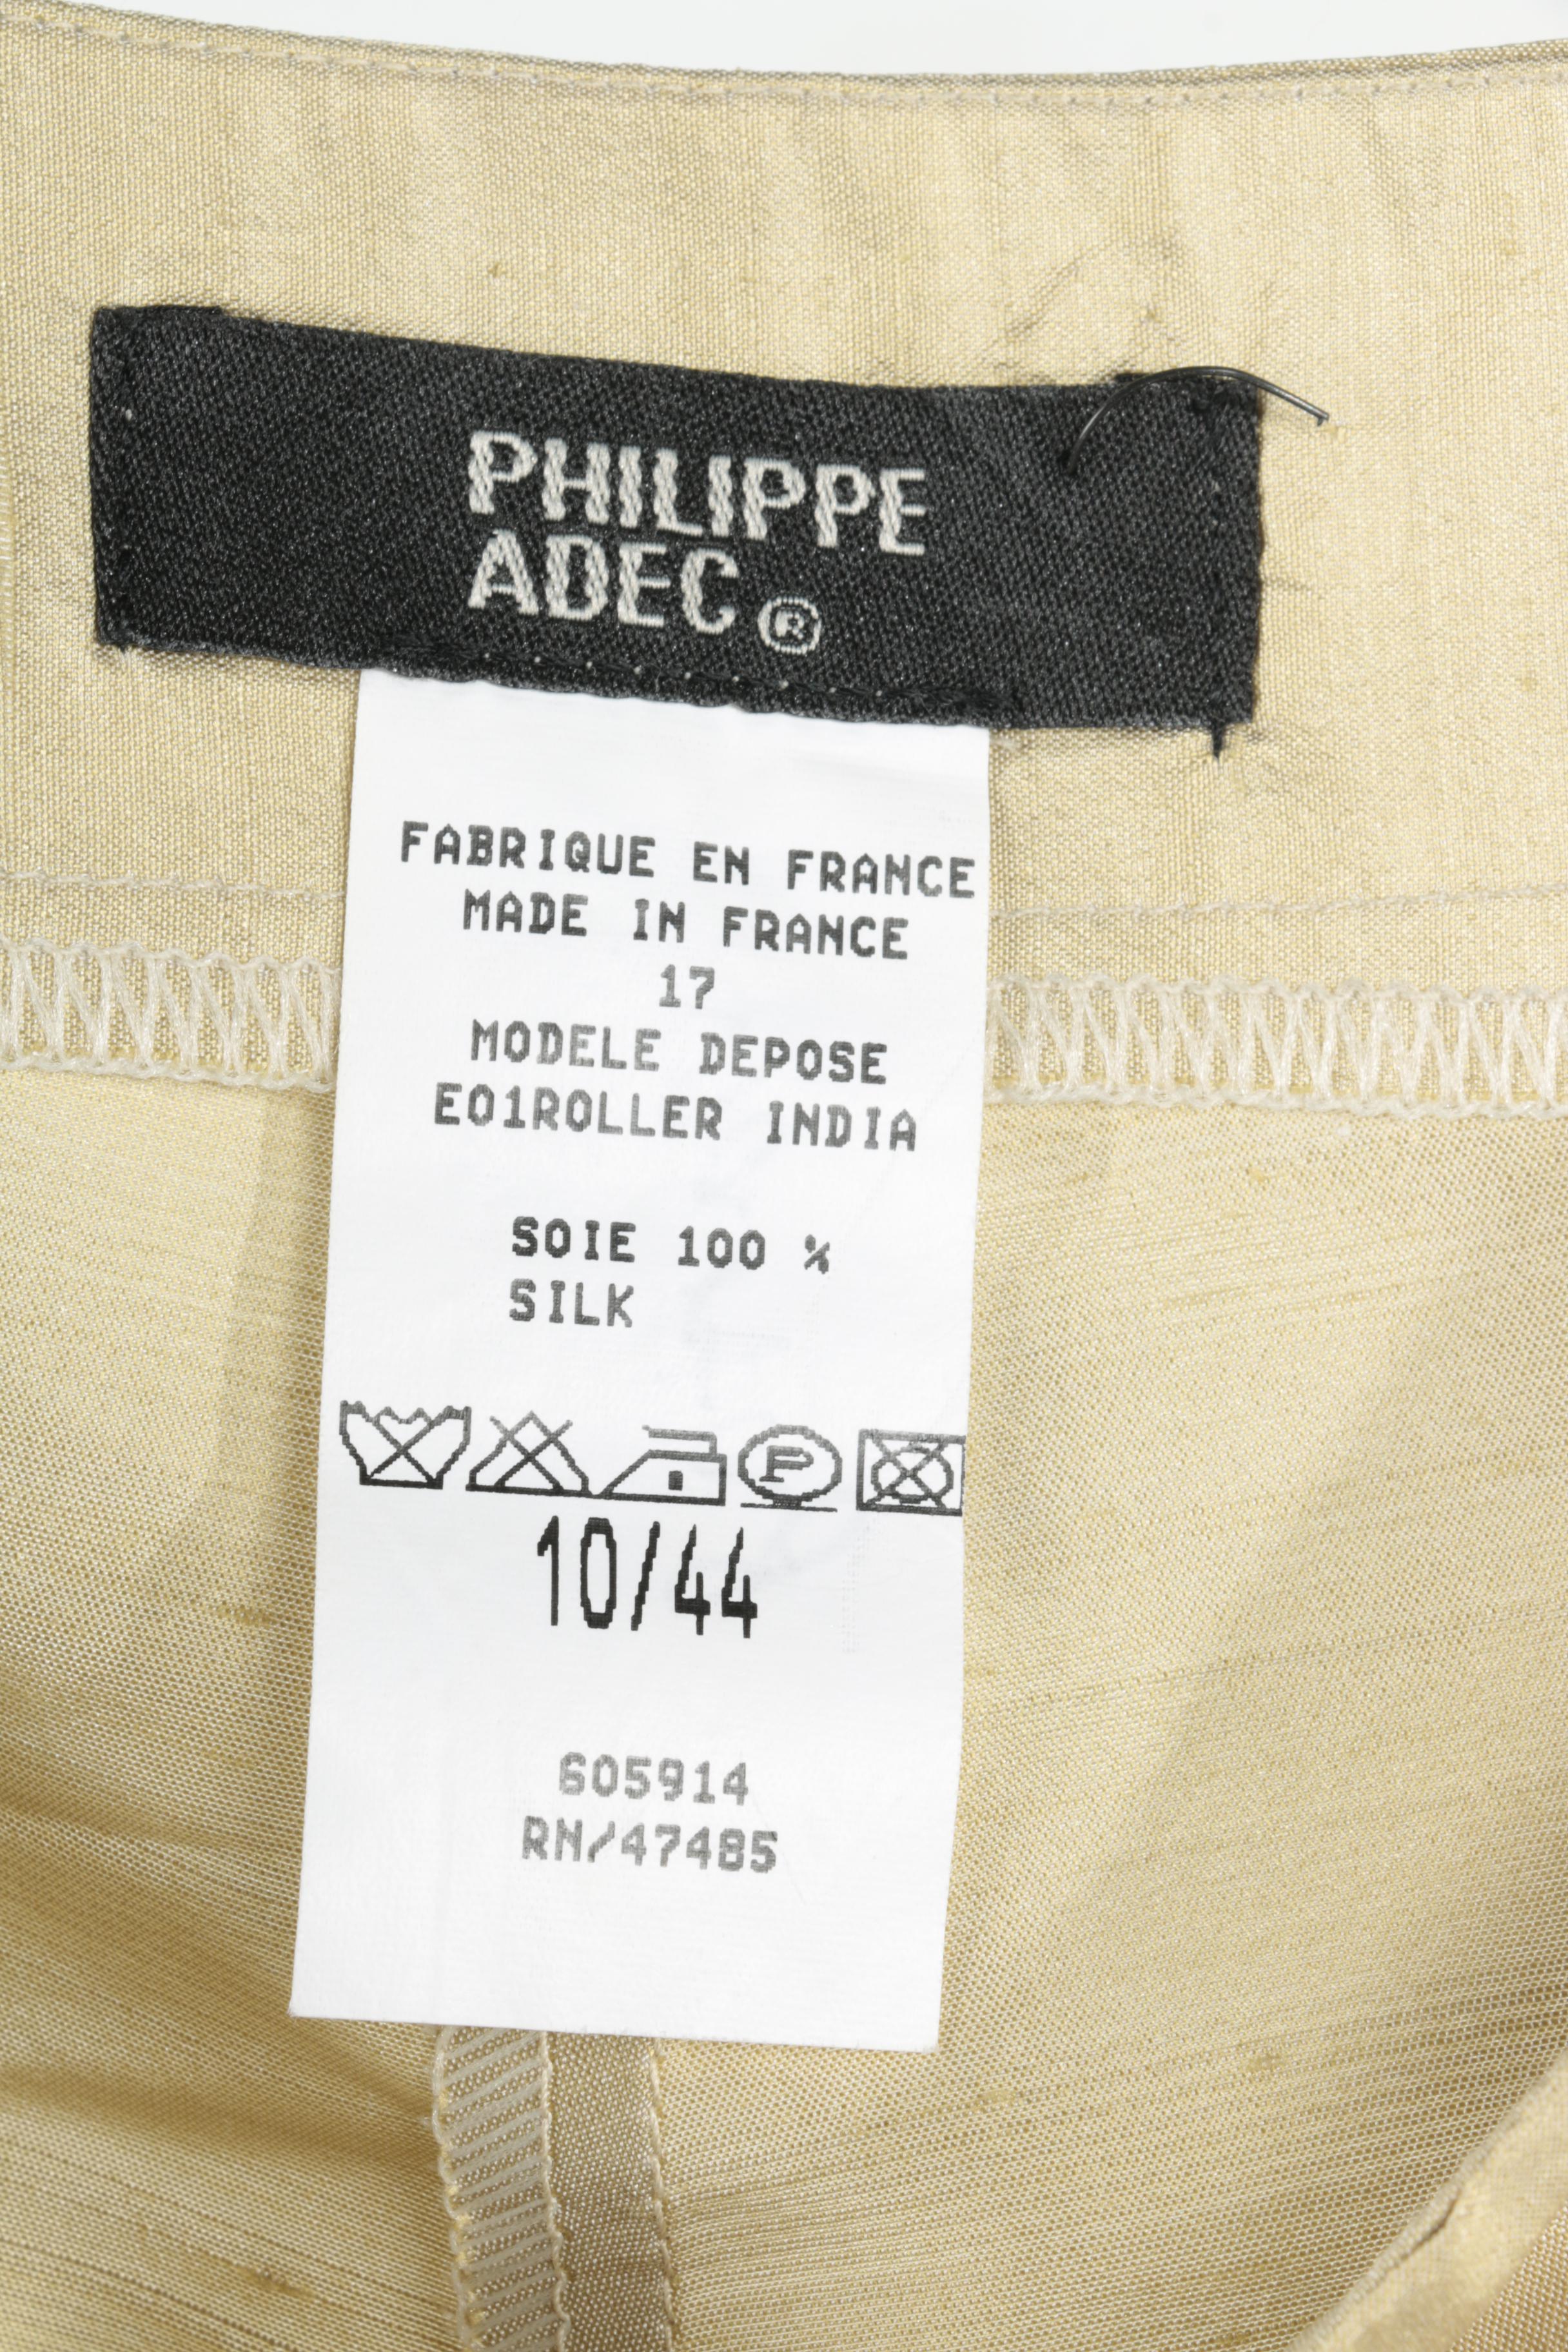 PHILIPPE
ADEC ®
FABRIQUE EN FRANCE
MADE IN FRANCE
17
MODELE DEPOSE
E01ROLLER INDIA
SOIE 100 %
SILK
P
10/44
605914
RN/47485